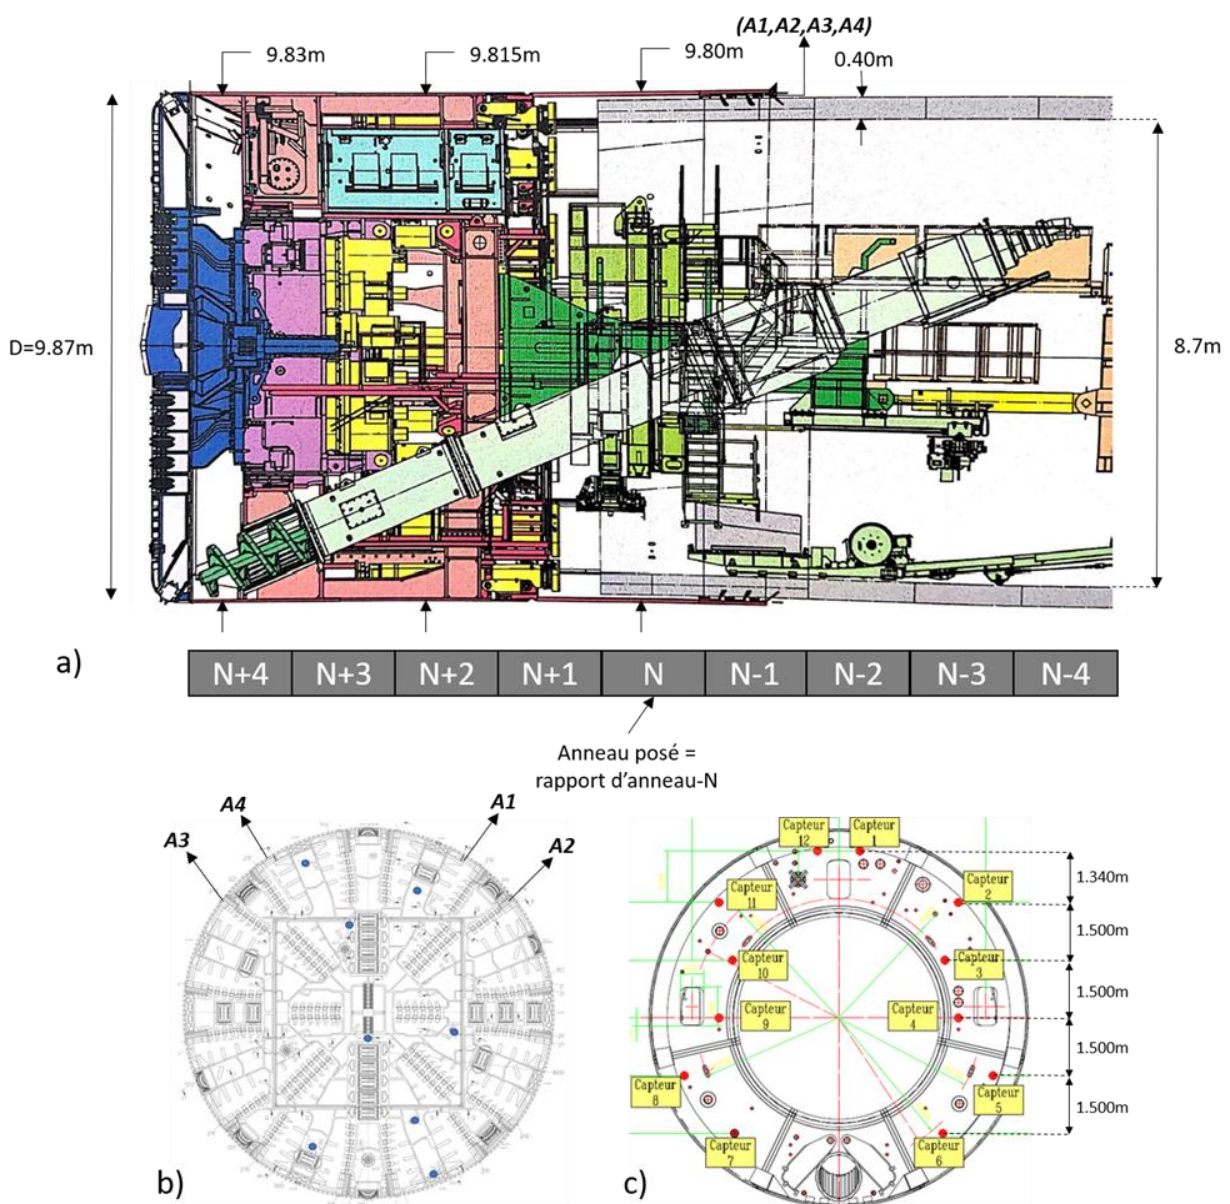 (A1,A2,A3,A4)
9.83m
9.815m
9.80m
0.40m
D=9.87m
8.7m
a)
N+4
N+3
N+2
N+1
N
N-1
N-2
N-3
N-4
Anneau posé =
rapport d'anneau-N
A4
A1
A3
A2
b)
Capteur
12
Capteur
1
Capteur
11
Capteur
2
Capteur
10
Capteur
3
Capteur
9
Capteur
4
Capteur
8
Capteur
5
Capteur
7
Capteur
6
1.340m
1.500m
1.500m
1.500m
1.500m
c)